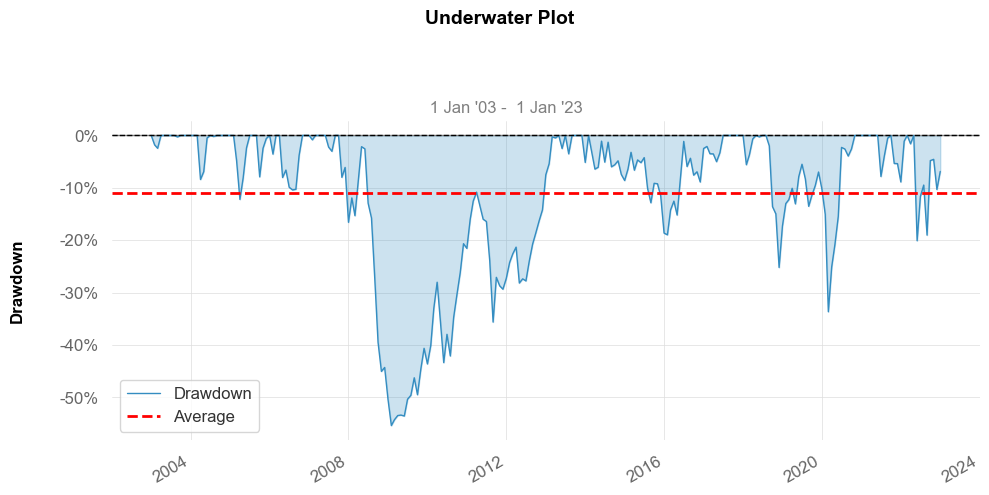 Underwater Plot
1 Jan '03 -  1 Jan '23
0%
-10%
-20%
-30%
-40%
-50%
Drawdown
Drawdown
Average
2004
2008
2012
2016
2020
2024